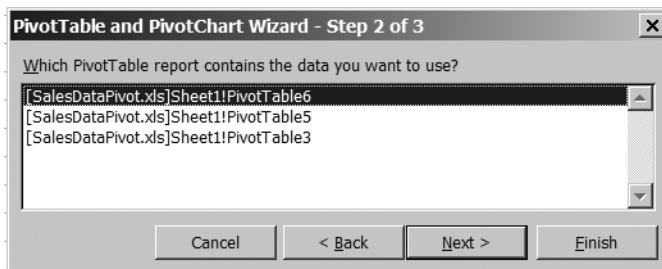 PivotTable and PivotChart Wizard - Step 2 of 3
Which PivotTable report contains the data you want to use?
[SalesDataPivot.xls]Sheet1!PivotTable6
[SalesDataPivot.xls]Sheet1!PivotTable5
[SalesDataPivot.xls]Sheet1!PivotTable3
Cancel < Back Next > Finish